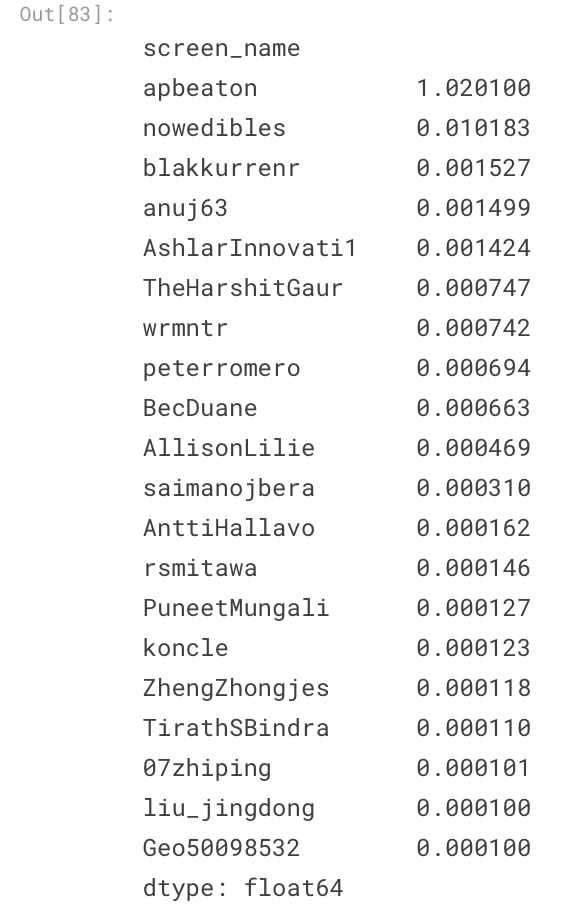 Out[83]:
screen_name
apbeaton 1.020100
nowedibles 0.010183
blakkurrenr 0.001527
anuj63 0.001499
AshlarInnovati1 0.001424
TheHarshitGaur 0.000747
wrmntr 0.000742
peterromero 0.000694
BecDuane 0.000663
AllisonLilie 0.000469
saimanojbera 0.000310
AnttiHallavo 0.000162
rsmitawa 0.000146
PuneetMungali 0.000127
koncle 0.000123
ZhengZhongjes 0.000118
TirathSBindra 0.000110
07zhiping 0.000101
liu_jingdong 0.000100
Geo50098532 0.000100
dtype: float64